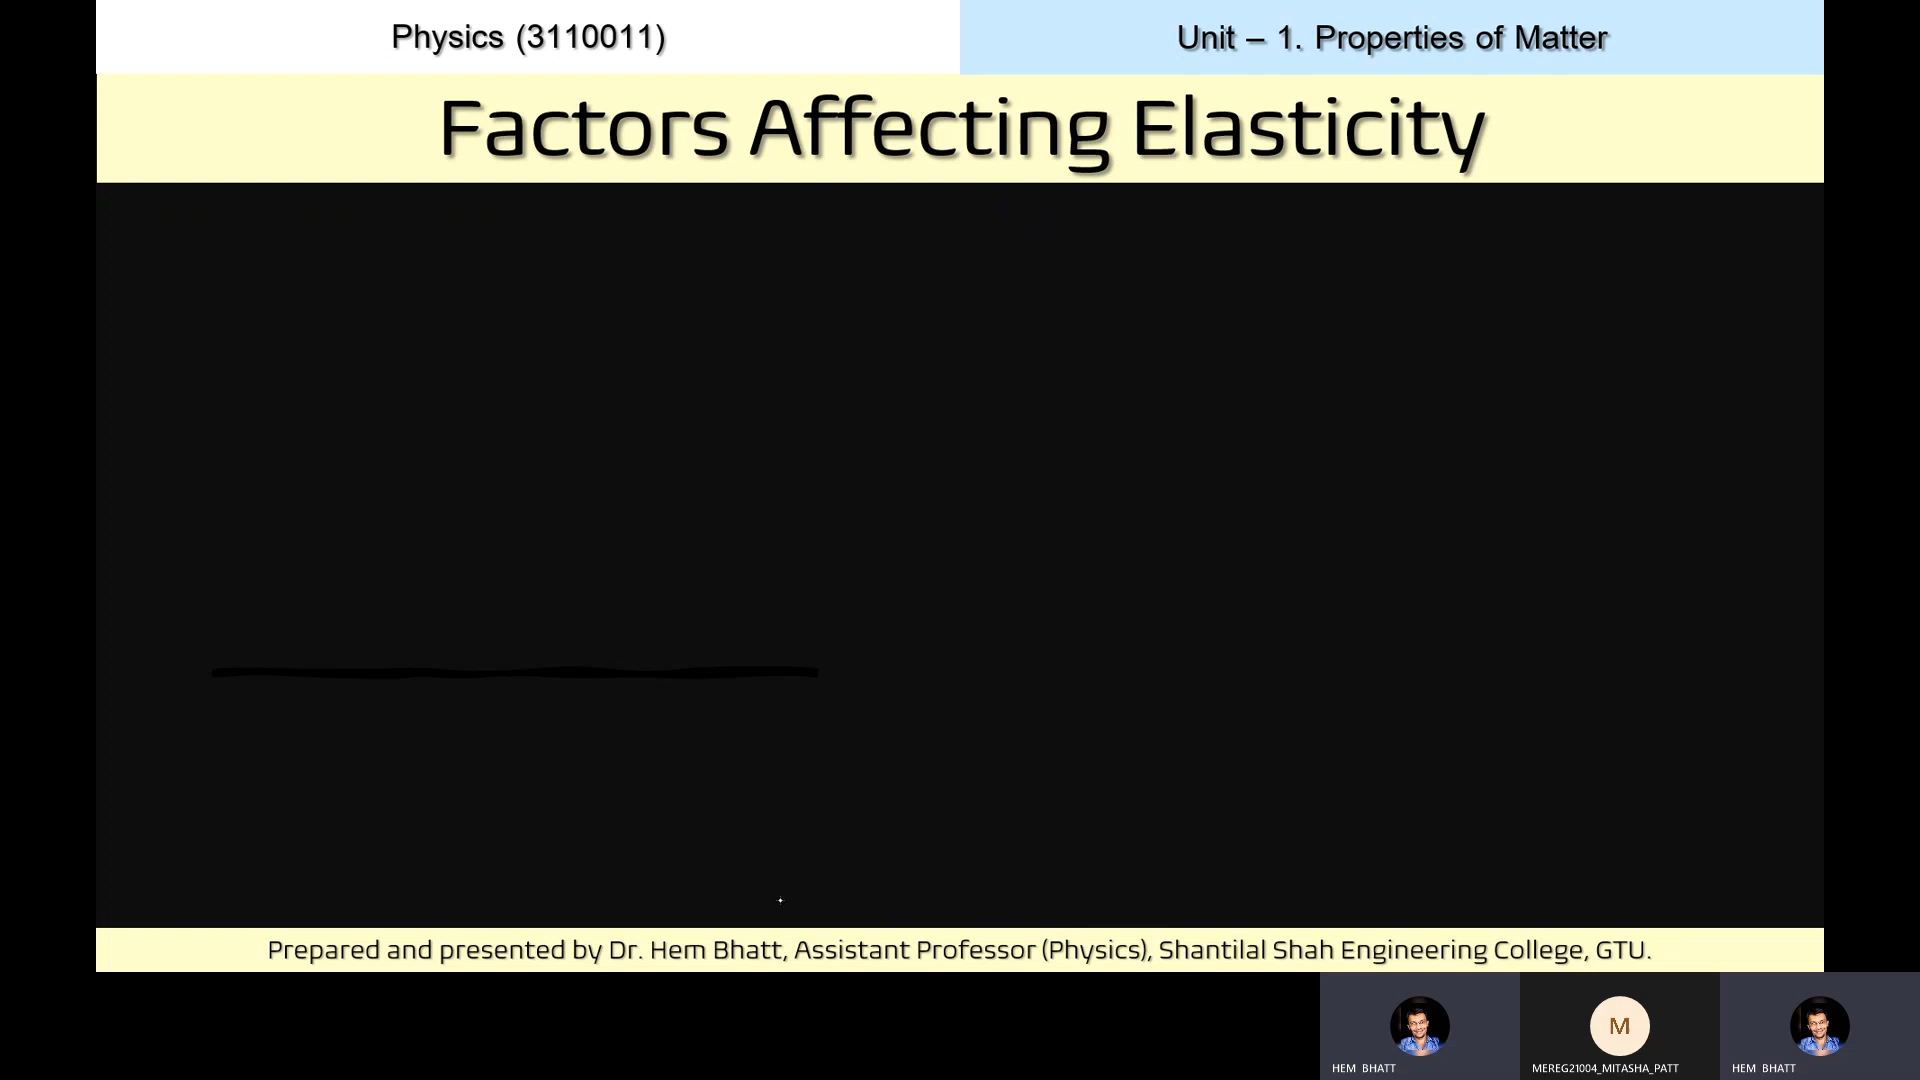 Physics (3110011)
Unit – 1. Properties of Matter
Factors Affecting Elasticity
Prepared and presented by Dr. Hem Bhatt, Assistant Professor (Physics), Shantilal Shah Engineering College, GTU.
M
HEM BHATT
MEREG21004_MITASHA_PATT
HEM BHATT